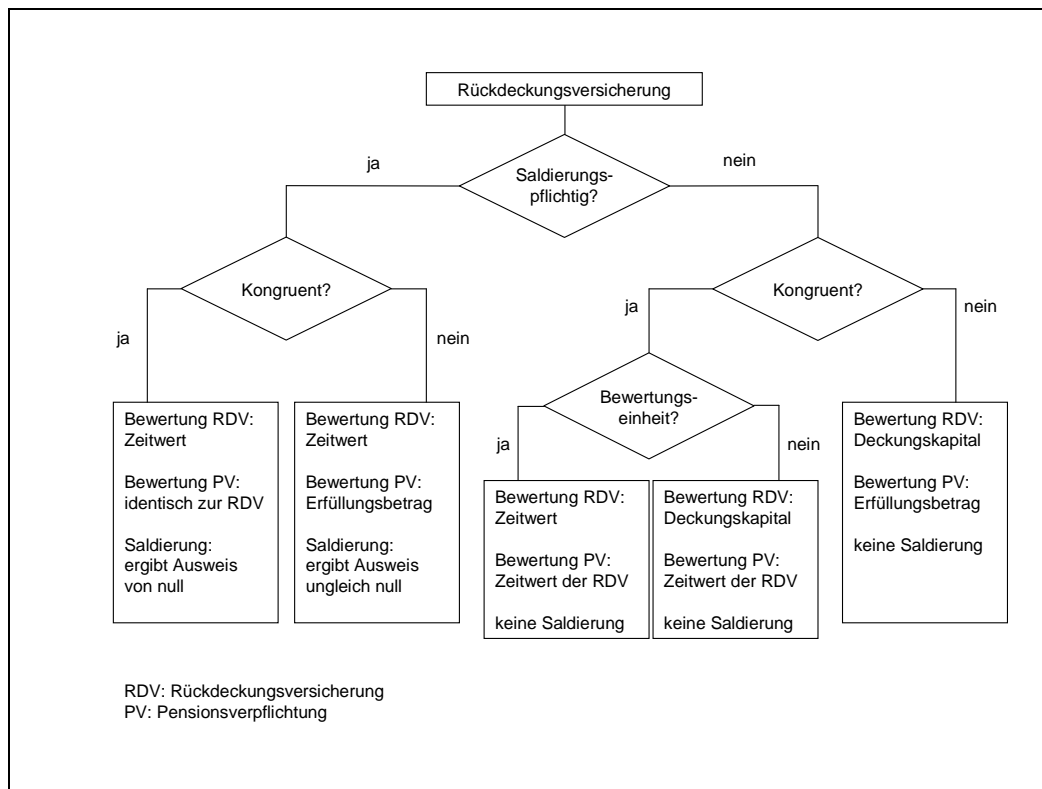 Rückdeckungsversicherung
ja
nein
Saldierungs-
pflichtig?
Kongruent?
Kongruent?
ja
nein
ja
nein
Bewertungs-
einheit?
ja
nein
Bewertung RDV:
Zeitwert
Bewertung PV:
identisch zur RDV
Saldierung:
ergibt Ausweis
von null
Bewertung RDV:
Zeitwert
Bewertung PV:
Erfüllungsbetrag
Saldierung:
ergibt Ausweis
ungleich null
Bewertung RDV:
Zeitwert
Bewertung PV:
Zeitwert der RDV
keine Saldierung
Bewertung RDV:
Deckungskapital
Bewertung PV:
Zeitwert der RDV
keine Saldierung
Bewertung RDV:
Deckungskapital
Bewertung PV:
Erfüllungsbetrag
keine Saldierung
RDV: Rückdeckungsversicherung
PV: Pensionsverpflichtung